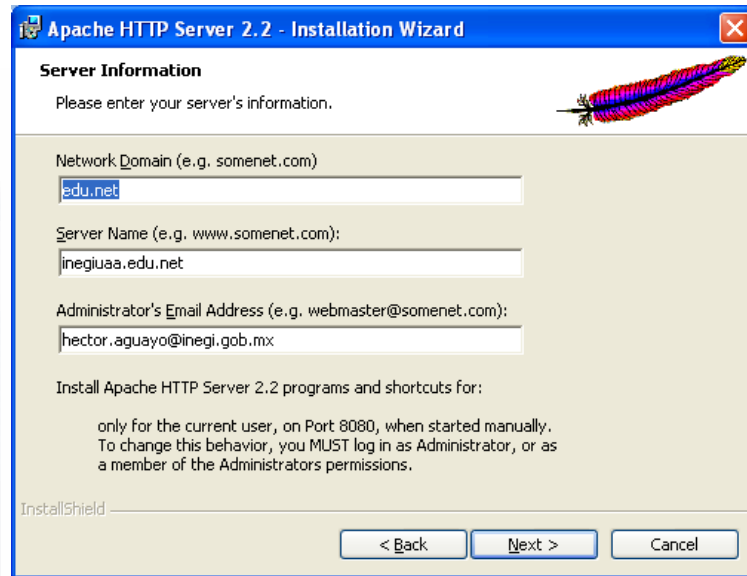 Apache HTTP Server 2.2 - Installation Wizard
Server Information
Please enter your server's information.
Network Domain (e.g. somenet.com)
edu.net
Server Name (e.g. www.somenet.com):
inegiuaa.edu.net
Administrator's Email Address (e.g. webmaster@somenet.com):
hector.aguayo@inegi.gob.mx
Install Apache HTTP Server 2.2 programs and shortcuts for:
only for the current user, on Port 8080, when started manually.
To change this behavior, you MUST log in as Administrator, or as
a member of the Administrators permissions.
InstallShield
< Back Next > Cancel